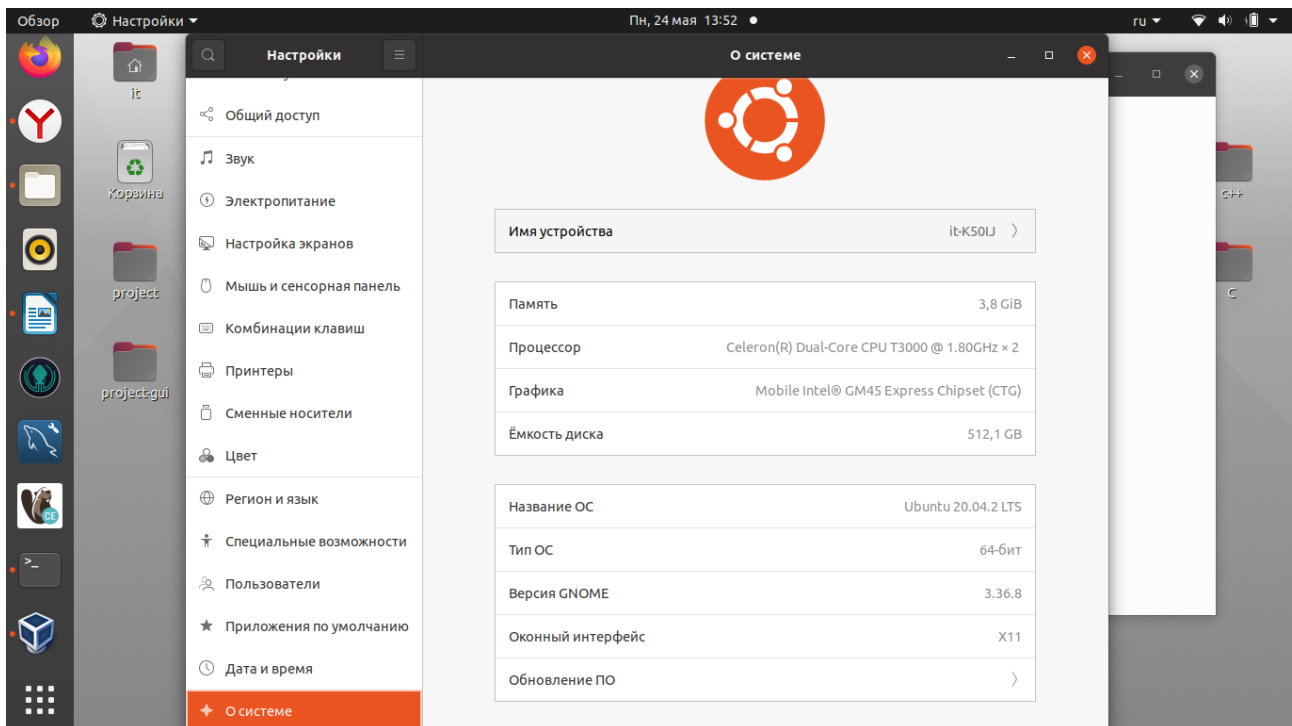 Обзор
Настройки
Пн, 24 мая 13:52
ru
it
Корзина
project
project-gui
c++
C
Настройки
О системе
Общий доступ
Звук
Электропитание
Настройка экранов
Мышь и сенсорная панель
Комбинации клавиш
Принтеры
Сменные носители
Цвет
Регион и язык
Специальные возможности
Пользователи
Приложения по умолчанию
Дата и время
О системе
Имя устройства it-K50IJ
Память 3,8 GiB
Процессор Celeron(R) Dual-Core CPU T3000 @ 1.80GHz × 2
Графика Mobile Intel® GM45 Express Chipset (CTG)
Ёмкость диска 512,1 GB
Название ОС Ubuntu 20.04.2 LTS
Тип ОС 64-бит
Версия GNOME 3.36.8
Оконный интерфейс X11
Обновление ПО
CE
>_